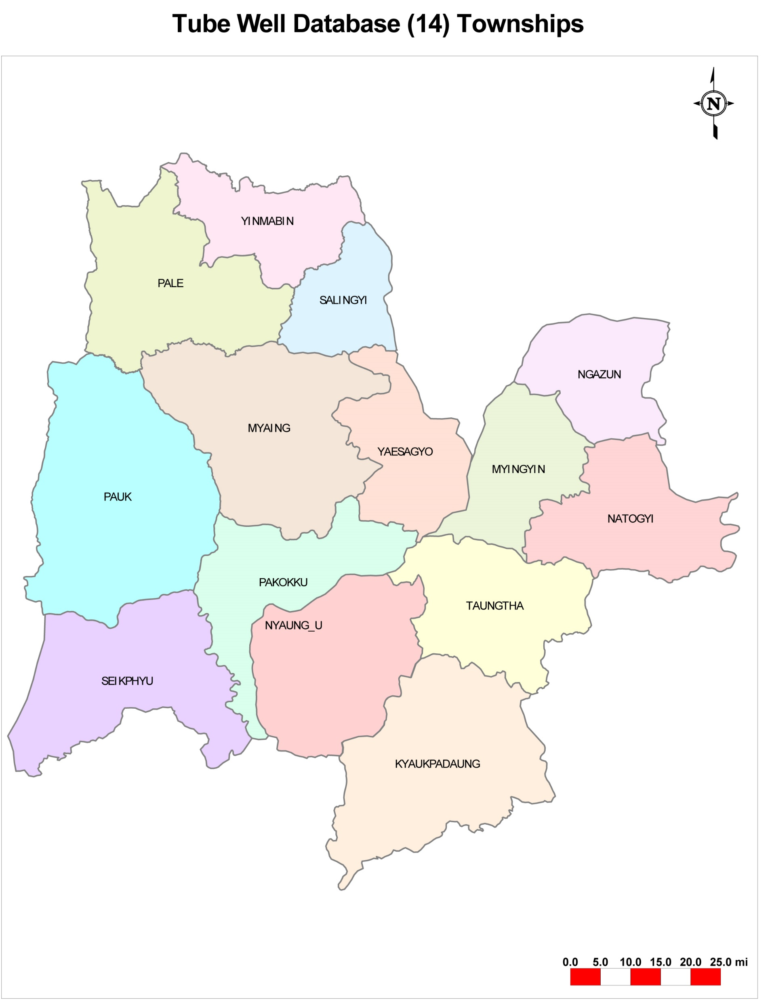 Tube Well Database (14) Townships
N
YINMABIN
PALE
SALINGYI
NGAZUN
MYAING
YAESAGYO
MYINGYIN
PAUK
NATOGYI
PAKOKKU
TAUNGTHA
NYAUNG_U
SEIKPHYU
KYAUKPADAUNG
0.0 5.0 10.0 15.0 20.0 25.0 mi